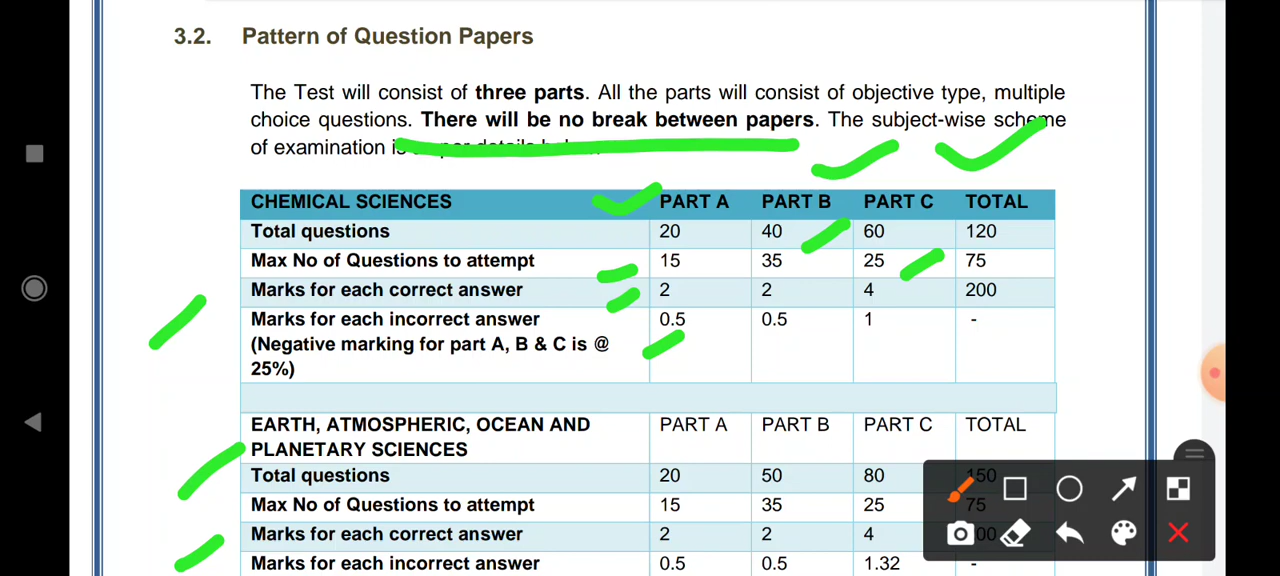 3.2. Pattern of Question Papers
The Test will consist of three parts. All the parts will consist of objective type, multiple
choice questions. There will be no break between papers. The subject-wise scheme
of examination is as per details below.
CHEMICAL SCIENCES PART A PART B PART C TOTAL
Total questions 20 40 60 120
Max No of Questions to attempt 15 35 25 75
Marks for each correct answer 2 2 4 200
Marks for each incorrect answer 0.5 0.5 1 -
(Negative marking for part A, B & C is @
25%)
EARTH, ATMOSPHERIC, OCEAN AND PART A PART B PART C TOTAL
PLANETARY SCIENCES
Total questions 20 50 80 150
Max No of Questions to attempt 15 35 25 75
Marks for each correct answer 2 2 4
Marks for each incorrect answer 0.5 0.5 1.32 -